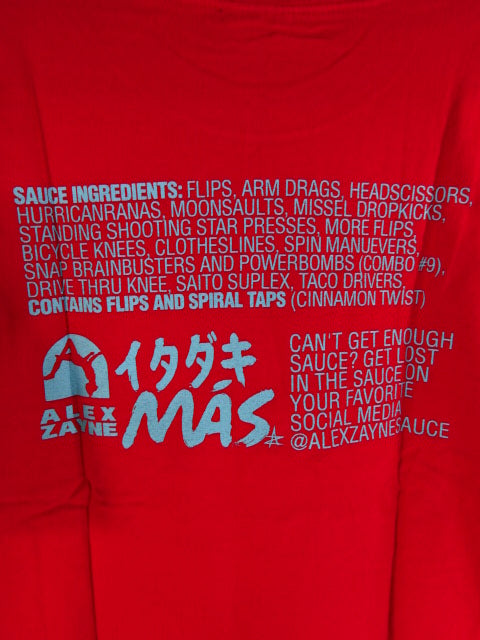 SAUCE INGREDIENTS: FLIPS, ARM DRAGS, HEADSCISSORS,
HURRICANRANAS, MOONSAULTS, MISSEL DROPKICKS,
STANDING SHOOTING STAR PRESSES, MORE FLIPS,
BICYCLE KNEES, CLOTHESLINES, SPIN MANUEVERS,
SNAP BRAINBUSTERS AND POWERBOMBS (COMBO #9),
DRIVE THRU KNEE, SAITO SUPLEX, TACO DRIVERS,
CONTAINS FLIPS AND SPIRAL TAPS (CINNAMON TWIST)
ALEX
ZAYNE
イタダキ
MÁS
CAN'T GET ENOUGH
SAUCE? GET LOST
IN THE SAUCE ON
YOUR FAVORITE
SOCIAL MEDIA
@ALEXZAYNESAUCE